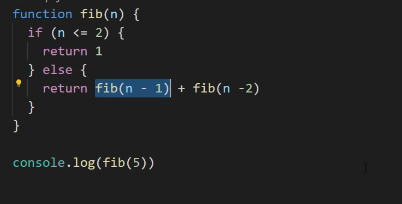 function fib(n) {
  if (n <= 2) {
    return 1
  } else {
    return fib(n - 1) + fib(n -2)
  }
}
console.log(fib(5))